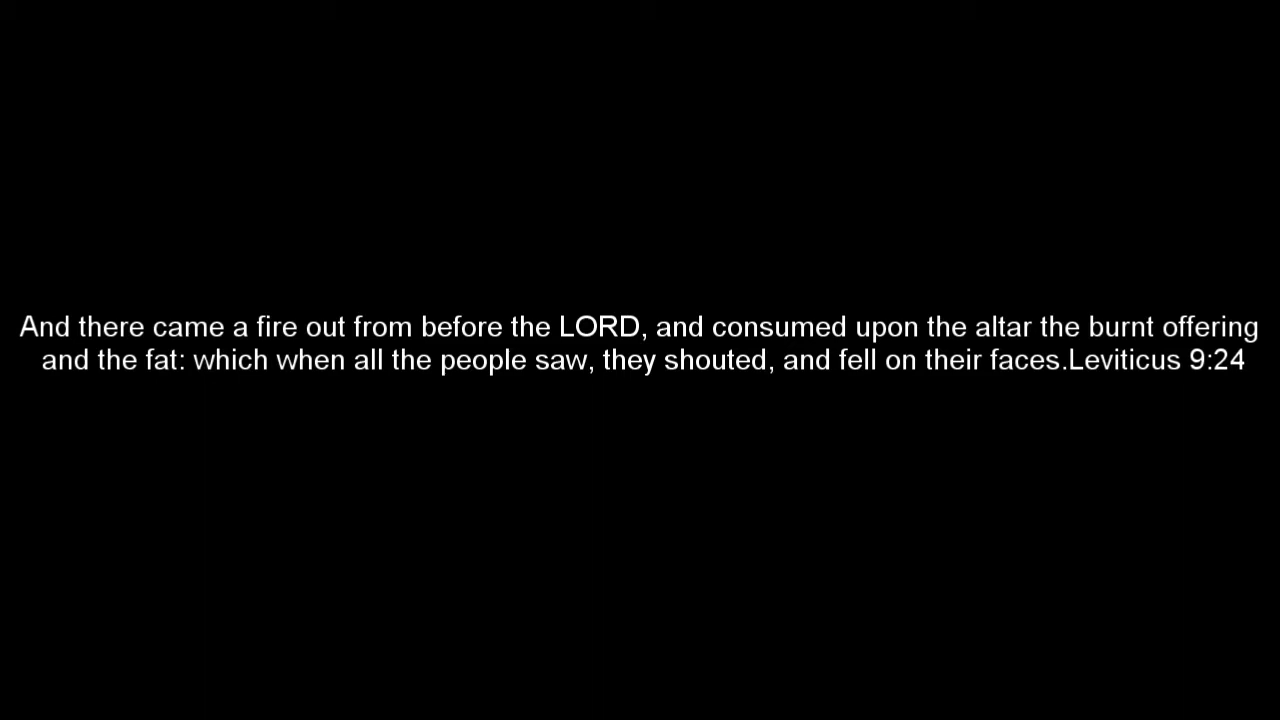 And there came a fire out from before the LORD, and consumed upon the altar the burnt offering
and the fat: which when all the people saw, they shouted, and fell on their faces.Leviticus 9:24